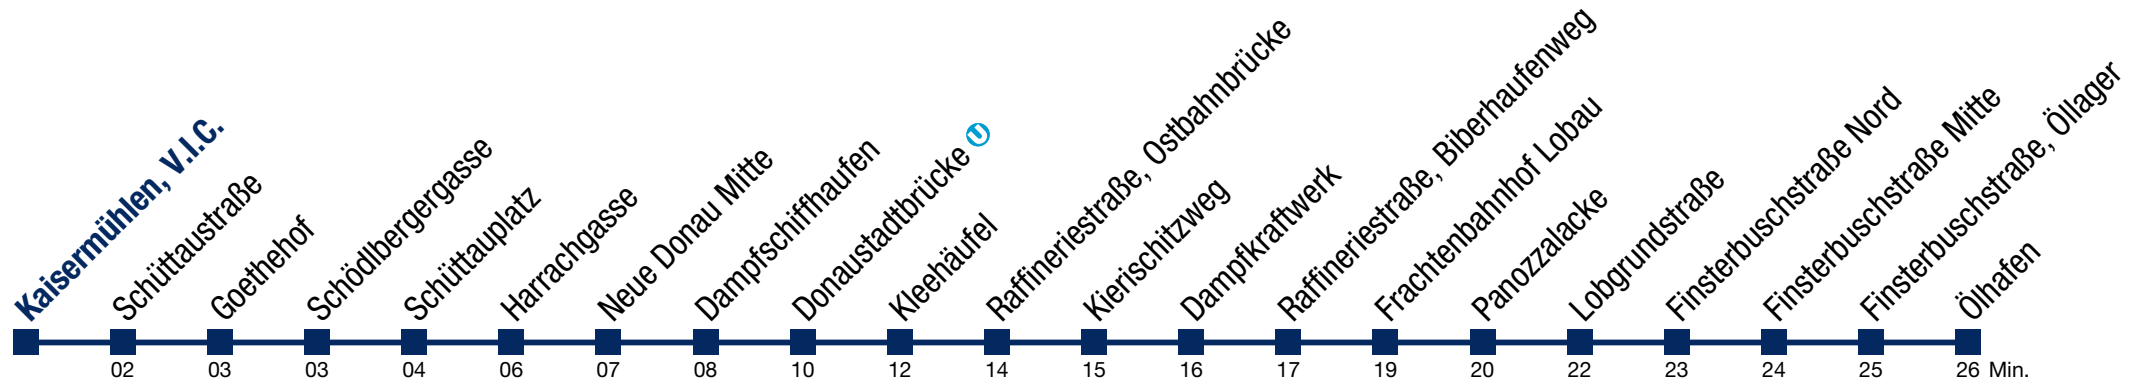 Kaisermühlen, V.I.C.
Schüttaustraße
Goethehof
Schödlbergergasse
Schüttauplatz
Harrachgasse
Neue Donau Mitte
Dampfschiffhaufen
Donaustadtbrücke U
Kleehäufel
Raffineriestraße, Ostbahnbrücke
Kierischitzweg
Dampfkraftwerk
Raffineriestraße, Biberhaufenweg
Frachtenbahnhof Lobau
Panozzalacke
Lobgrundstraße
Finsterbuschstraße Nord
Finsterbuschstraße Mitte
Finsterbuschstraße, Öllager
Ölhafen
02 03 03 04 06 07 08 10 12 14 15 16 17 19 20 22 23 24 25 26 Min.